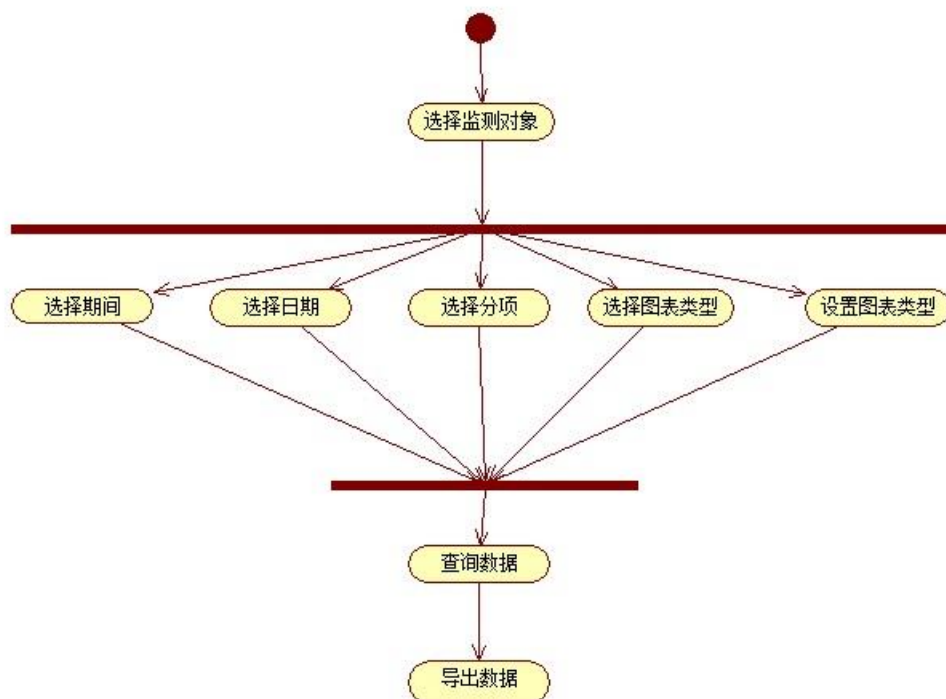 选择监测对象
选择期间
选择日期
选择分项
选择图表类型
设置图表类型
查询数据
导出数据